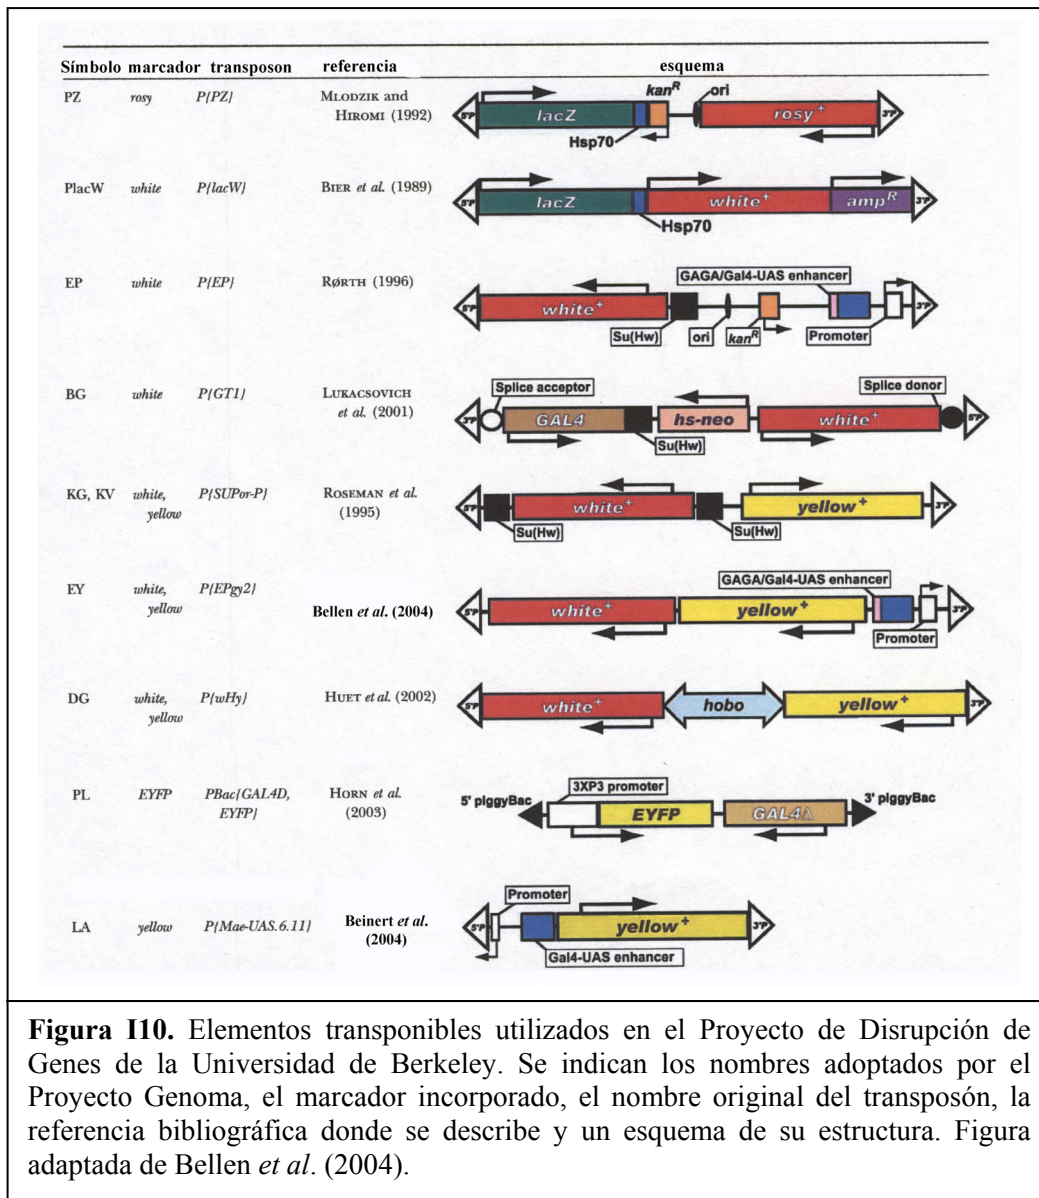 Símbolo marcador transposon referencia esquema
PZ rosy P{PZ} MLODZIK and HIROMI (1992)
5'P lacZ Hsp70 kan^R ori rosy+ 3'P
PlacW white P{lacW} BIER et al. (1989)
5'P lacZ Hsp70 white+ amp^R 3'P
EP white P{EP} RØRTH (1996)
GAGA/Gal4-UAS enhancer
5'P white+ Su(Hw) ori kan^R Promoter 3'P
BG white P{GT1} LUKACSOVICH et al. (2001)
Splice acceptor Splice donor
3'P GAL4 Su(Hw) hs-neo white+ 5'P
KG, KV white, yellow P{SUPor-P} ROSEMAN et al. (1995)
5'P Su(Hw) white+ Su(Hw) yellow+ 3'P
EY white, yellow P{EPgy2} Bellen et al. (2004)
GAGA/Gal4-UAS enhancer
5'P white+ yellow+ Promoter 3'P
DG white, yellow P{wHy} HUET et al. (2002)
5'P white+ hobo yellow+ 3'P
PL EYFP PBac{GAL4D, EYFP} HORN et al. (2003)
5' piggyBac 3XP3 promoter EYFP GAL4Δ 3' piggyBac
LA yellow P{Mae-UAS.6.11} Beinert et al. (2004)
Promoter
5'P yellow+ 3'P
Gal4-UAS enhancer
Figura I10. Elementos transponibles utilizados en el Proyecto de Disrupción de
Genes de la Universidad de Berkeley. Se indican los nombres adoptados por el
Proyecto Genoma, el marcador incorporado, el nombre original del transposón, la
referencia bibliográfica donde se describe y un esquema de su estructura. Figura
adaptada de Bellen et al. (2004).